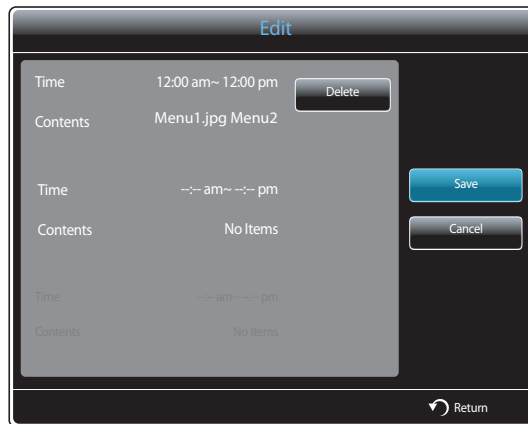 Edit
Time 12:00 am~ 12:00 pm Delete
Contents Menu1.jpg Menu2
Time --:-- am~ --:-- pm
Save
Contents No Items
Cancel
Time --:-- am~ --:-- pm
Contents No Items
Return